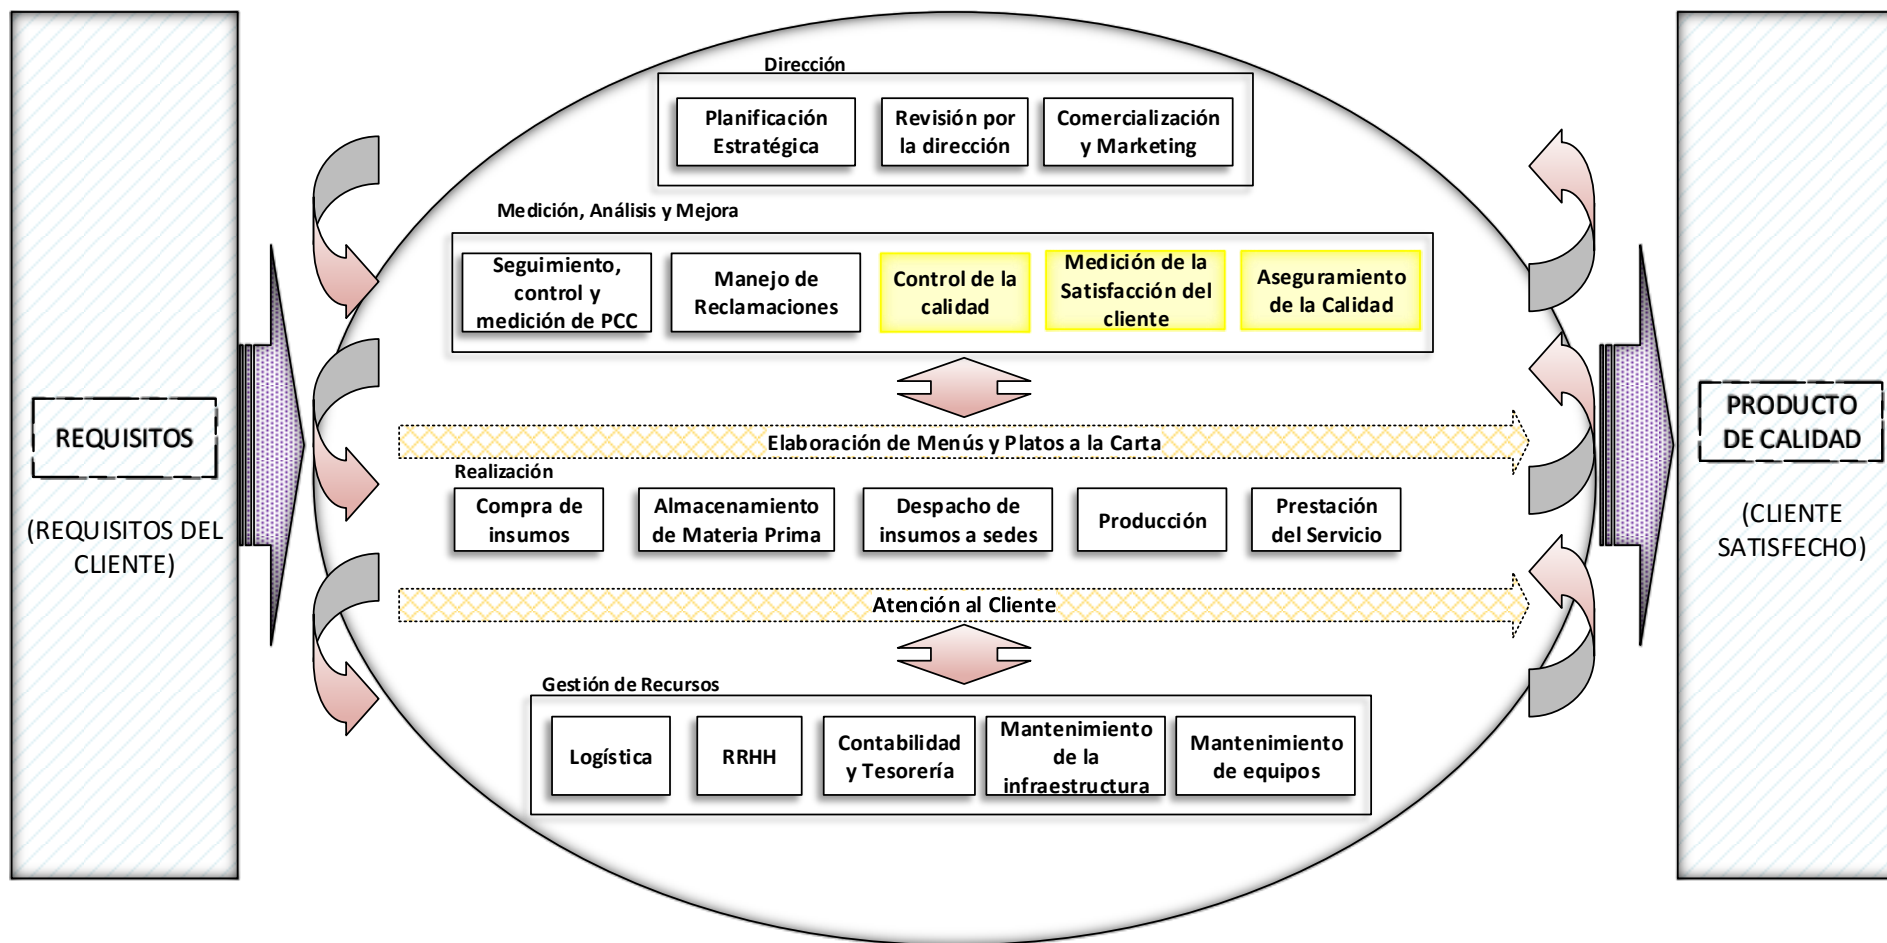 Dirección
Planificación
Estratégica
Revisión por
la dirección
Comercialización
y Marketing
Medición, Análisis y Mejora
Seguimiento,
control y
medición de PCC
Manejo de
Reclamaciones
Control de la
calidad
Medición de la
Satisfacción del
cliente
Aseguramiento
de la Calidad
REQUISITOS
(REQUISITOS DEL
CLIENTE)
Elaboración de Menús y Platos a la Carta
Realización
Compra de
insumos
Almacenamiento
de Materia Prima
Despacho de
insumos a sedes
Producción
Prestación
del Servicio
Atención al Cliente
PRODUCTO
DE CALIDAD
(CLIENTE
SATISFECHO)
Gestión de Recursos
Logística
RRHH
Contabilidad
y Tesorería
Mantenimiento
de la
infraestructura
Mantenimiento
de equipos